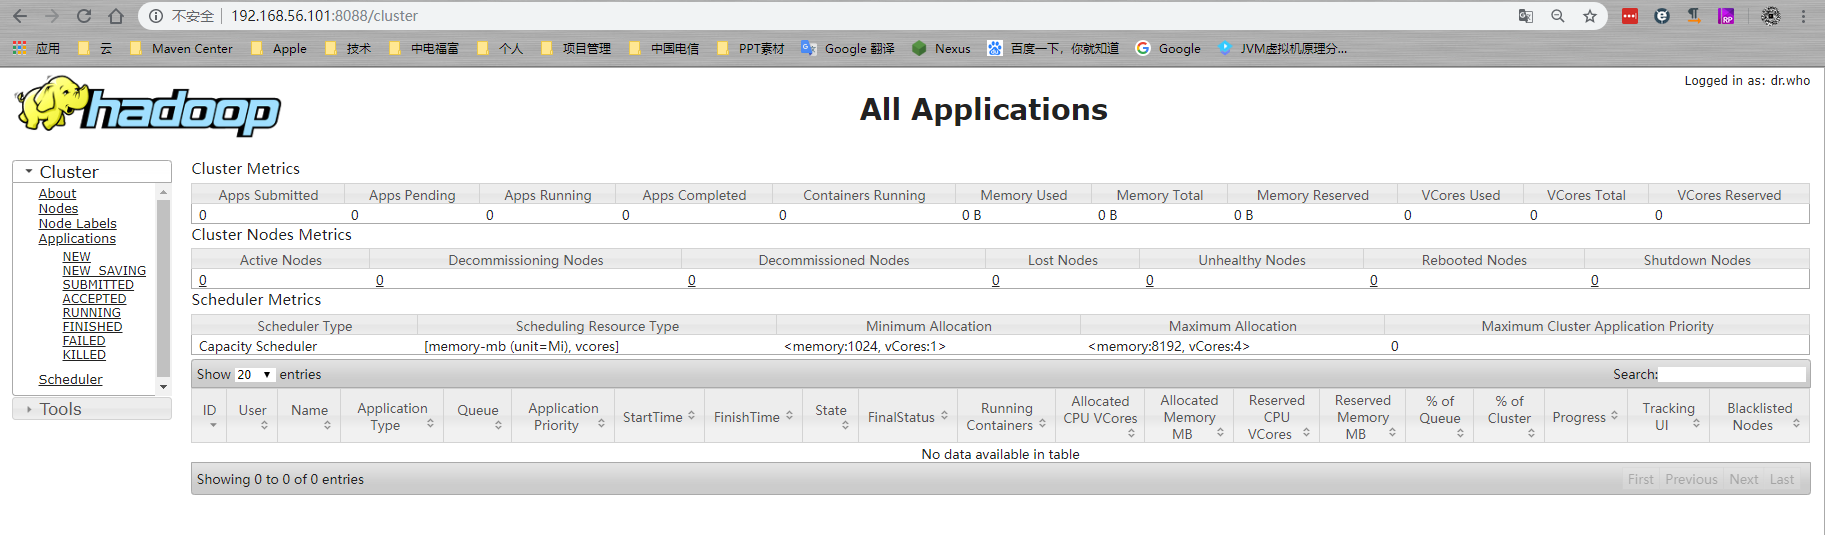 不安全 | 192.168.56.101:8088/cluster
应用 云 Maven Center Apple 技术 中电福富 个人 项目管理 中国电信 PPT素材 Google 翻译 Nexus 百度一下，你就知道 Google JVM虚拟机原理分...
Logged in as: dr.who
hadoop
All Applications
Cluster
About
Nodes
Node Labels
Applications
NEW
NEW_SAVING
SUBMITTED
ACCEPTED
RUNNING
FINISHED
FAILED
KILLED
Scheduler
Tools
Cluster Metrics
Apps Submitted Apps Pending Apps Running Apps Completed Containers Running Memory Used Memory Total Memory Reserved VCores Used VCores Total VCores Reserved
0 0 0 0 0 0 B 0 B 0 B 0 0 0
Cluster Nodes Metrics
Active Nodes Decommissioning Nodes Decommissioned Nodes Lost Nodes Unhealthy Nodes Rebooted Nodes Shutdown Nodes
0 0 0 0 0 0 0
Scheduler Metrics
Scheduler Type Scheduling Resource Type Minimum Allocation Maximum Allocation Maximum Cluster Application Priority
Capacity Scheduler [memory-mb (unit=Mi), vcores] <memory:1024, vCores:1> <memory:8192, vCores:4> 0
Show 20 entries Search:
ID User Name Application Type Queue Application Priority StartTime FinishTime State FinalStatus Running Containers Allocated CPU VCores Allocated Memory MB Reserved CPU VCores Reserved Memory MB % of Queue % of Cluster Progress Tracking UI Blacklisted Nodes
No data available in table
Showing 0 to 0 of 0 entries First Previous Next Last